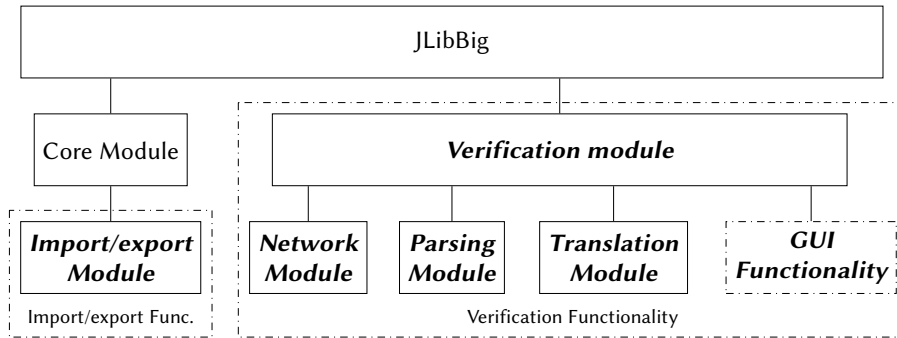 JLibBig
Core Module
Verification module
Import/export
Module
Network
Module
Parsing
Module
Translation
Module
GUI
Functionality
Import/export Func.
Verification Functionality